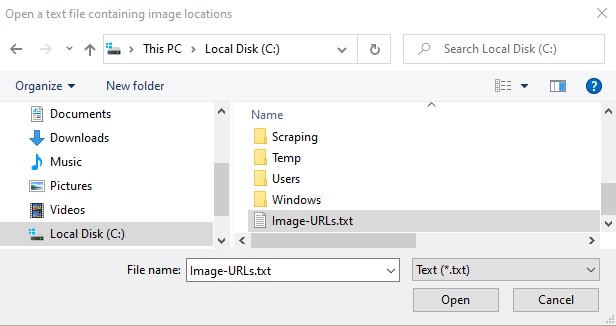 Open a text file containing image locations
This PC Local Disk (C:)
Search Local Disk (C:)
Organize
New folder
?
Documents
Downloads
Music
Pictures
Videos
Local Disk (C:)
Name
Scraping
Temp
Users
Windows
Image-URLs.txt
File name: Image-URLs.txt
Text (*.txt)
Open
Cancel